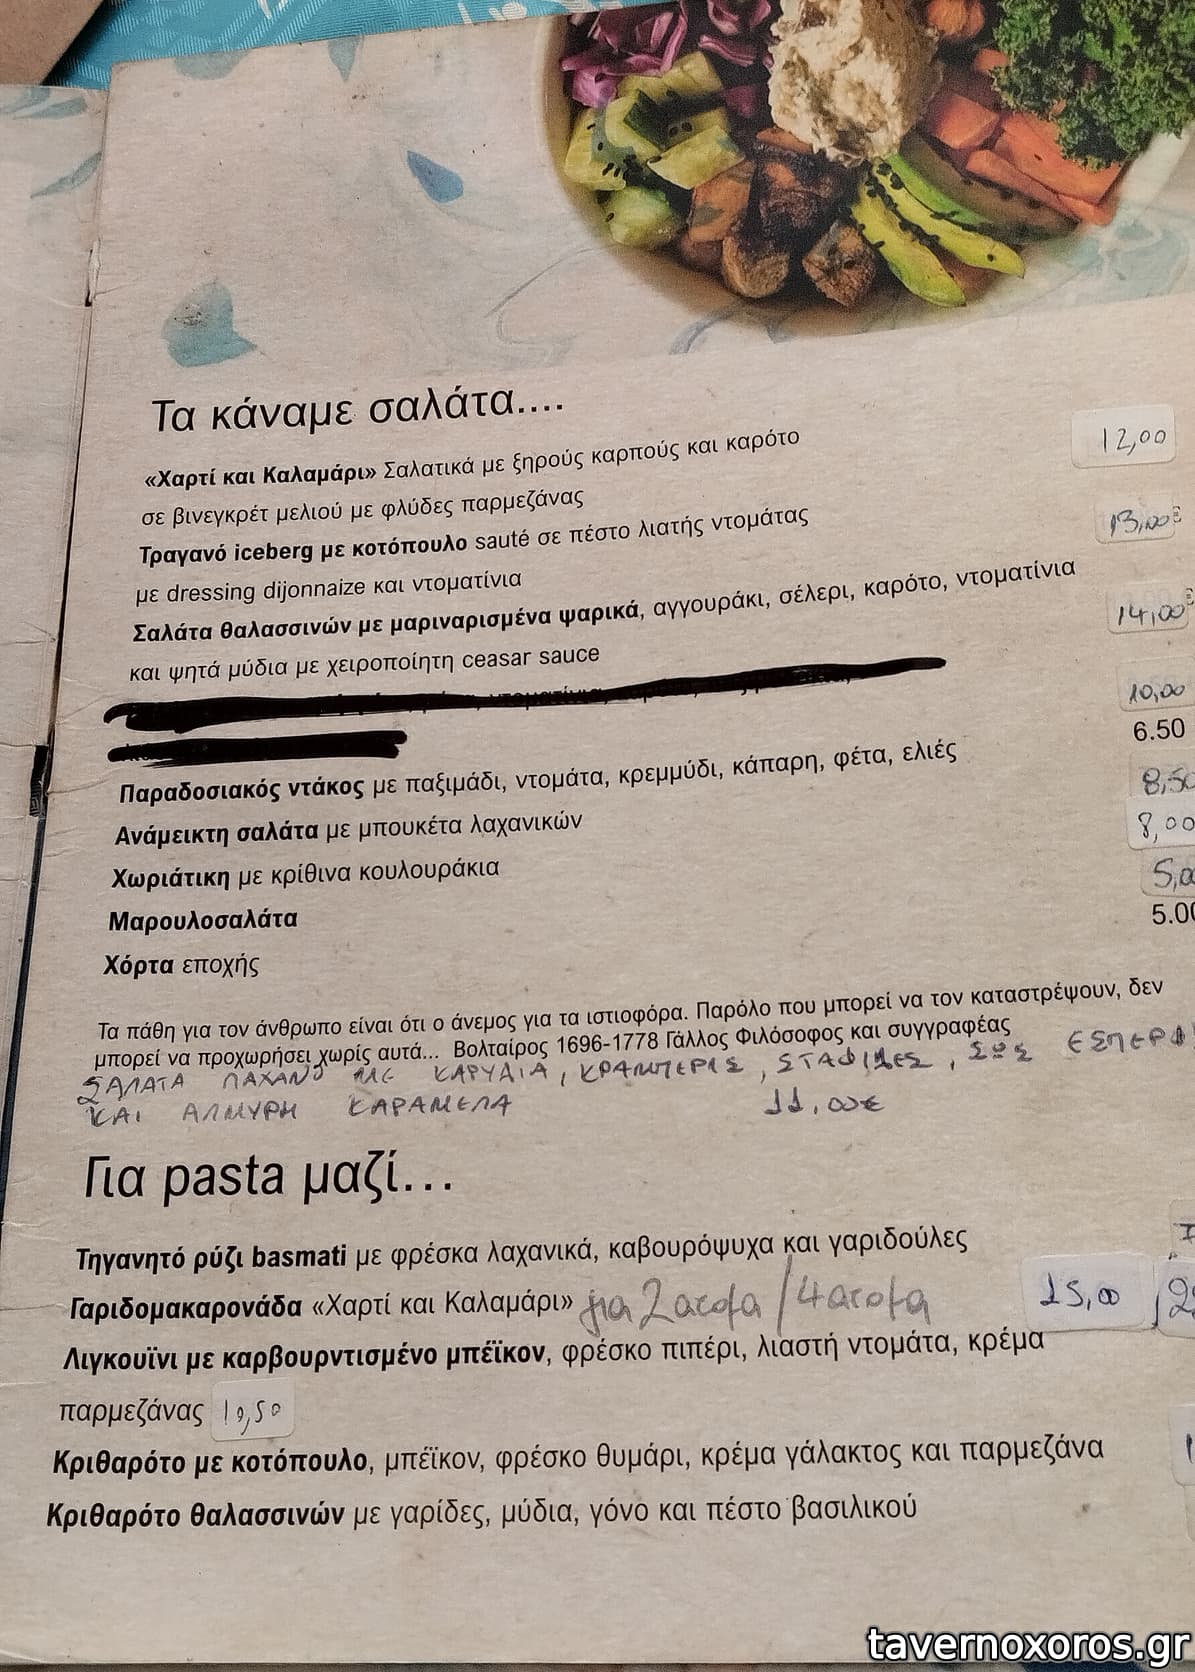 Τα κάναμε σαλάτα....
«Χαρτί και Καλαμάρι» Σαλατικά με ξηρούς καρπούς και καρότο 12,00
σε βινεγκρέτ μελιού με φλύδες παρμεζάνας
Τραγανό iceberg με κοτόπουλο sauté σε πέστο λιατής ντομάτας 13,00€
με dressing dijonnaize και ντοματίνια
Σαλάτα θαλασσινών με μαριναρισμένα ψαρικά, αγγουράκι, σέλερι, καρότο, ντοματίνια 14,00€
και ψητά μύδια με χειροποίητη ceasar sauce
10,00
6.50
Παραδοσιακός ντάκος με παξιμάδι, ντομάτα, κρεμμύδι, κάπαρη, φέτα, ελιές 8,50
Ανάμεικτη σαλάτα με μπουκέτα λαχανικών 8,00
Χωριάτικη με κρίθινα κουλουράκια 5,0
Μαρουλοσαλάτα 5.00
Χόρτα εποχής
Τα πάθη για τον άνθρωπο είναι ότι ο άνεμος για τα ιστιοφόρα. Παρόλο που μπορεί να τον καταστρέψουν, δεν
μπορεί να προχωρήσει χωρίς αυτά... Βολταίρος 1696-1778 Γάλλος Φιλόσοφος και συγγραφέας
ΣΑΛΑΤΑ ΛΑΧΑΝΟ ΜΕ ΚΑΡΥΔΙΑ, ΚΡΑΝΜΠΕΡΙΣ, ΣΤΑΦΙΔΕΣ, ΣΩΣ ΕΣΠΕΡΙ
ΚΑΙ ΑΛΜΥΡΗ ΚΑΡΑΜΕΛΑ 11,00€
Για pasta μαζί...
Τηγανητό ρύζι basmati με φρέσκα λαχανικά, καβουρόψυχα και γαριδούλες 7
Γαριδομακαρονάδα «Χαρτί και Καλαμάρι» για 2 ατομα / 4 ατομα 15,00 /2
Λιγκουϊνι με καρβουρντισμένο μπέϊκον, φρέσκο πιπέρι, λιαστή ντομάτα, κρέμα
παρμεζάνας 10,50
Κριθαρότο με κοτόπουλο, μπέϊκον, φρέσκο θυμάρι, κρέμα γάλακτος και παρμεζάνα 1
Κριθαρότο θαλασσινών με γαρίδες, μύδια, γόνο και πέστο βασιλικού
tavernoxoros.gr